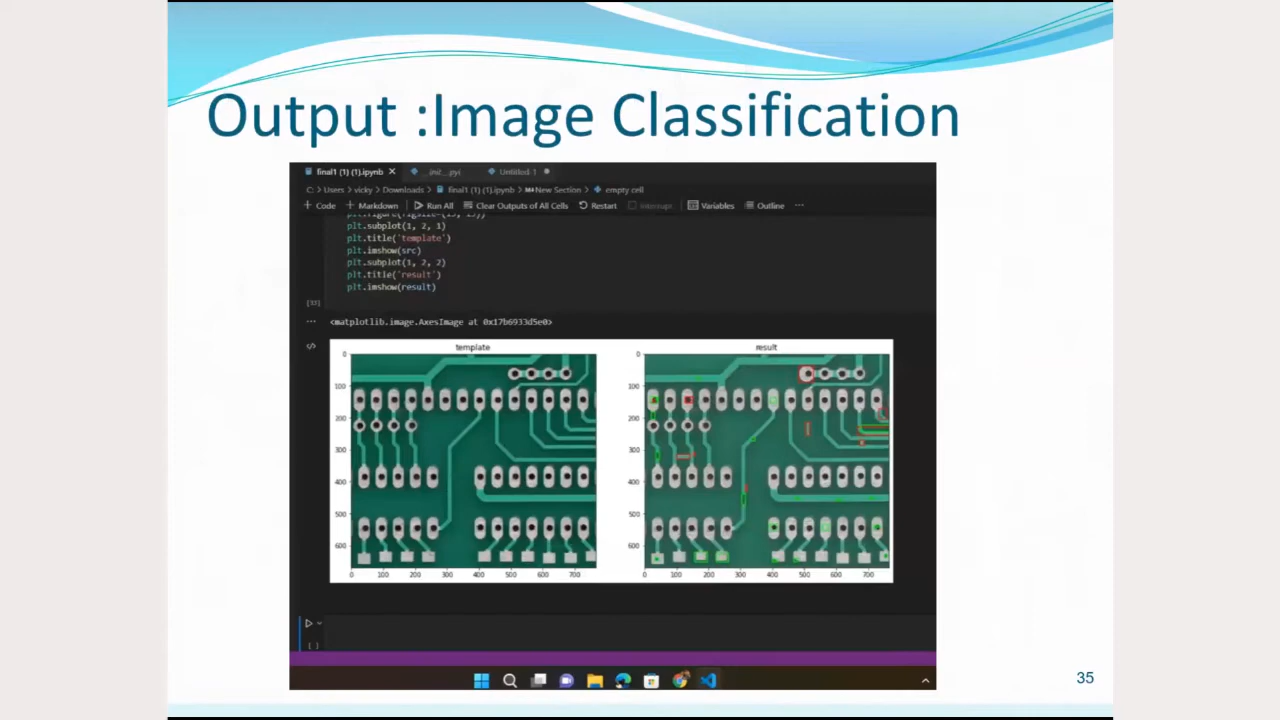 Output :Image Classification
final1 (1) (1).ipynb
__init__.pyi
Untitled-1
C: > Users > vicky > Downloads > final1 (1) (1).ipynb > New Section > empty cell
+ Code + Markdown Run All Clear Outputs of All Cells Restart Interrupt Variables Outline ...
plt.subplot(1, 2, 1)
plt.title('template')
plt.imshow(src)
plt.subplot(1, 2, 2)
plt.title('result')
plt.imshow(result)
[33]
... <matplotlib.image.AxesImage at 0x17b6933d5e0>
template
result
0
100
200
300
400
500
600
0 100 200 300 400 500 600 700
0
100
200
300
400
500
600
0 100 200 300 400 500 600 700
[ ]
35